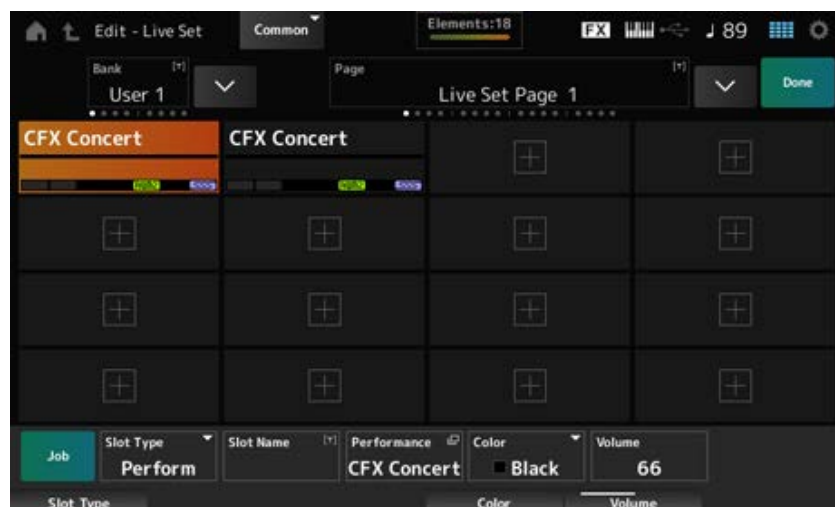 Edit - Live Set
Common
Elements:18
FX
♩ 89
Bank [T]
User 1
Page [T]
Live Set Page 1
Done
CFX Concert
CFX Concert
Job
Slot Type
Perform
Slot Name [T]
Performance
CFX Concert
Color
Black
Volume
66
Slot Type
Color
Volume